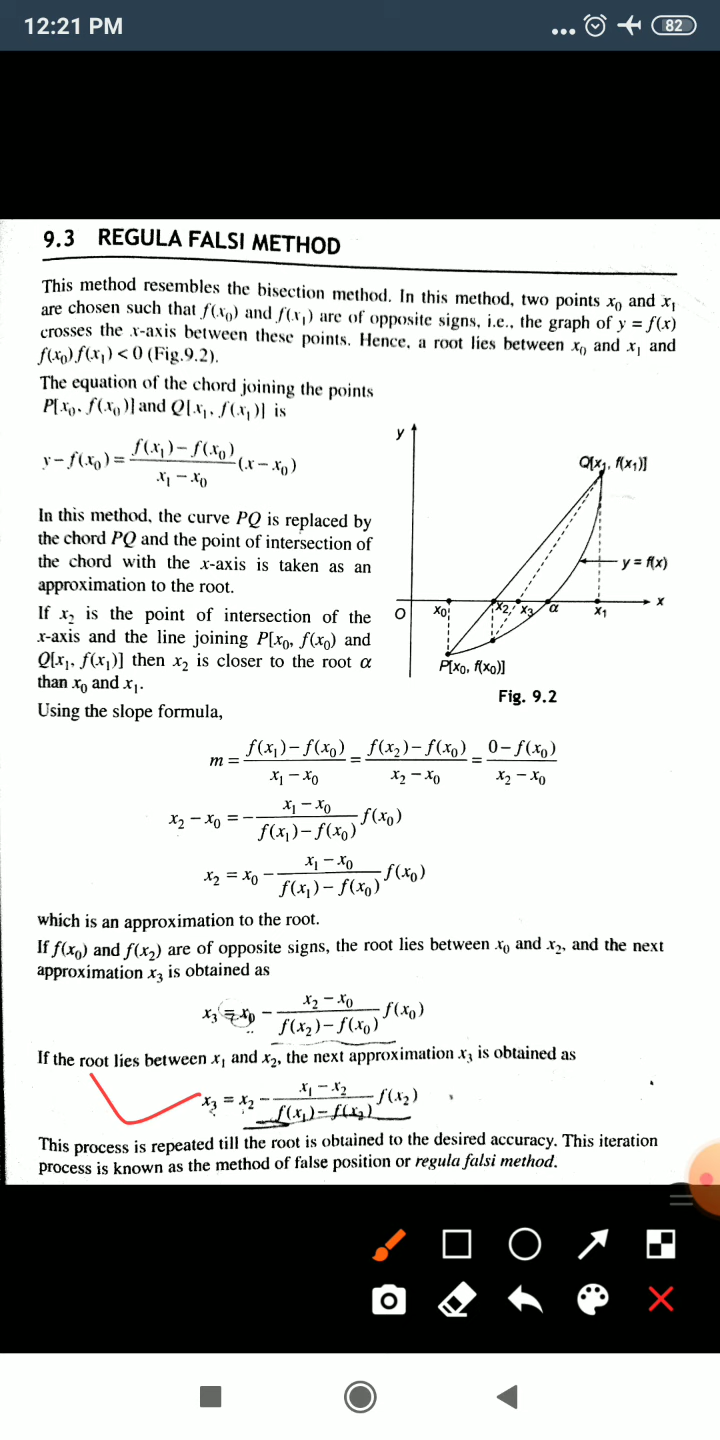 12:21 PM
82
9.3 REGULA FALSI METHOD
This method resembles the bisection method. In this method, two points x₀ and x₁
are chosen such that f(x₀) and f(x₁) are of opposite signs, i.e., the graph of y = f(x)
crosses the x-axis between these points. Hence, a root lies between x₀ and x₁ and
f(x₀) f(x₁) < 0 (Fig.9.2).
The equation of the chord joining the points
P[x₀, f(x₀)] and Q[x₁, f(x₁)] is
y – f(x₀) = (f(x₁) – f(x₀))/(x₁ – x₀) (x – x₀)
In this method, the curve PQ is replaced by
the chord PQ and the point of intersection of
the chord with the x-axis is taken as an
approximation to the root.
If x₂ is the point of intersection of the
x-axis and the line joining P[x₀, f(x₀) and
Q[x₁, f(x₁)] then x₂ is closer to the root α
than x₀ and x₁.
y
Q[x₁, f(x₁)]
y = f(x)
O x₀ x₂ x₃ α x₁ x
P[x₀, f(x₀)]
Fig. 9.2
Using the slope formula,
m = (f(x₁) – f(x₀))/(x₁ – x₀) = (f(x₂) – f(x₀))/(x₂ – x₀) = (0 – f(x₀))/(x₂ – x₀)
x₂ – x₀ = – (x₁ – x₀)/(f(x₁) – f(x₀)) f(x₀)
x₂ = x₀ – (x₁ – x₀)/(f(x₁) – f(x₀)) f(x₀)
which is an approximation to the root.
If f(x₀) and f(x₂) are of opposite signs, the root lies between x₀ and x₂, and the next
approximation x₃ is obtained as
x₃ = x₀ – (x₂ – x₀)/(f(x₂) – f(x₀)) f(x₀)
If the root lies between x₁ and x₂, the next approximation x₃ is obtained as
x₃ = x₂ – (x₁ – x₂)/(f(x₁) – f(x₂)) f(x₂)
This process is repeated till the root is obtained to the desired accuracy. This iteration
process is known as the method of false position or regula falsi method.